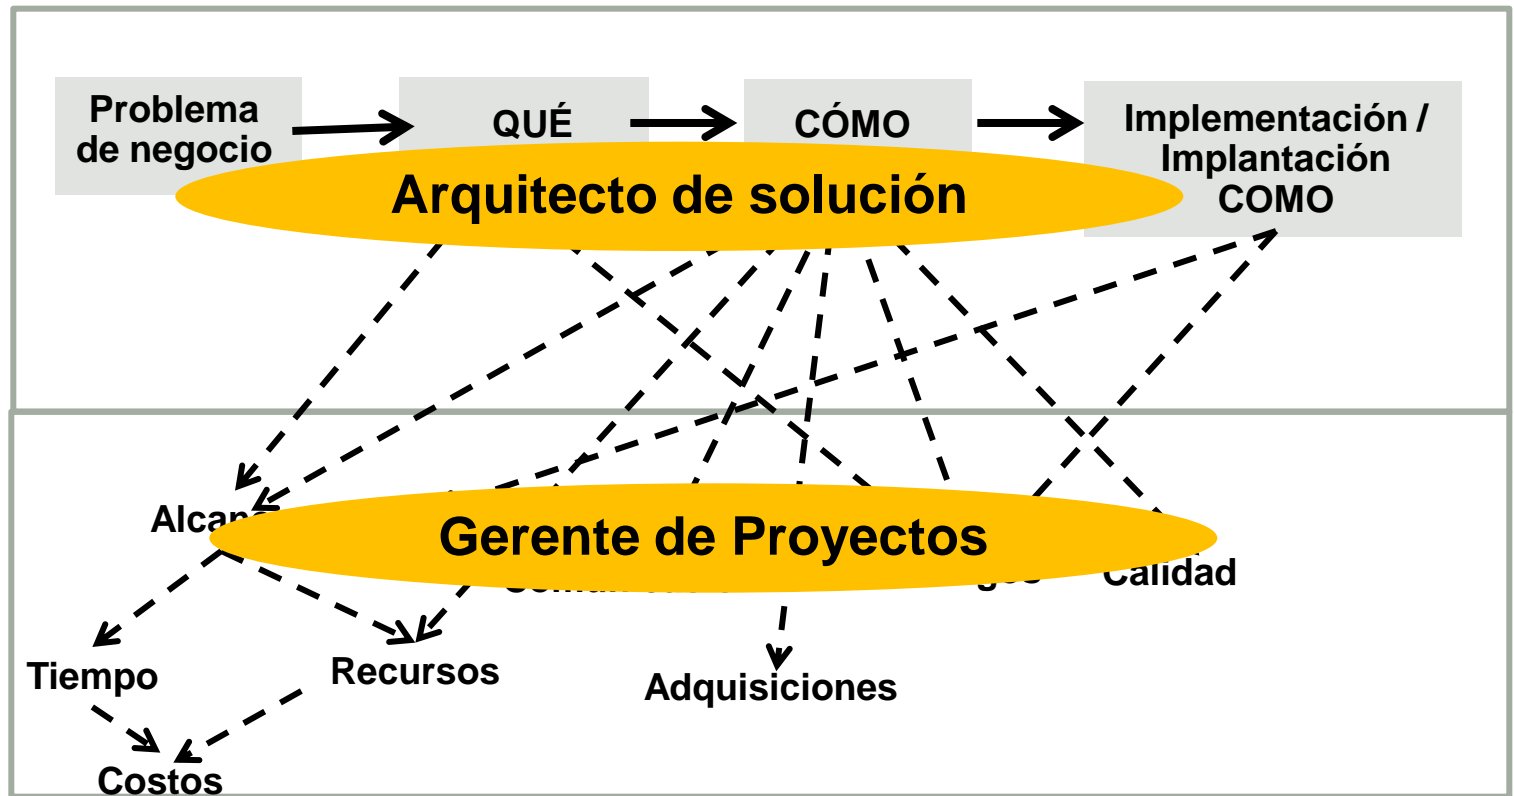 Problema
de negocio
QUÉ
CÓMO
Implementación /
Implantación
COMO
Arquitecto de solución
Gerente de Proyectos
Calidad
Tiempo
Recursos
Adquisiciones
Costos